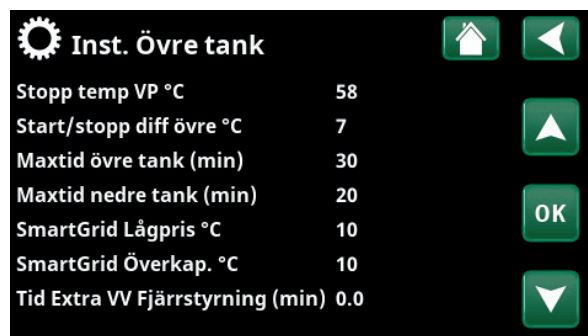 Inst. Övre tank
Stopp temp VP °C 58
Start/stopp diff övre °C 7
Maxtid övre tank (min) 30
Maxtid nedre tank (min) 20
SmartGrid Lågpris °C 10
SmartGrid Överkap. °C 10
Tid Extra VV Fjärrstyrning (min) 0.0
OK